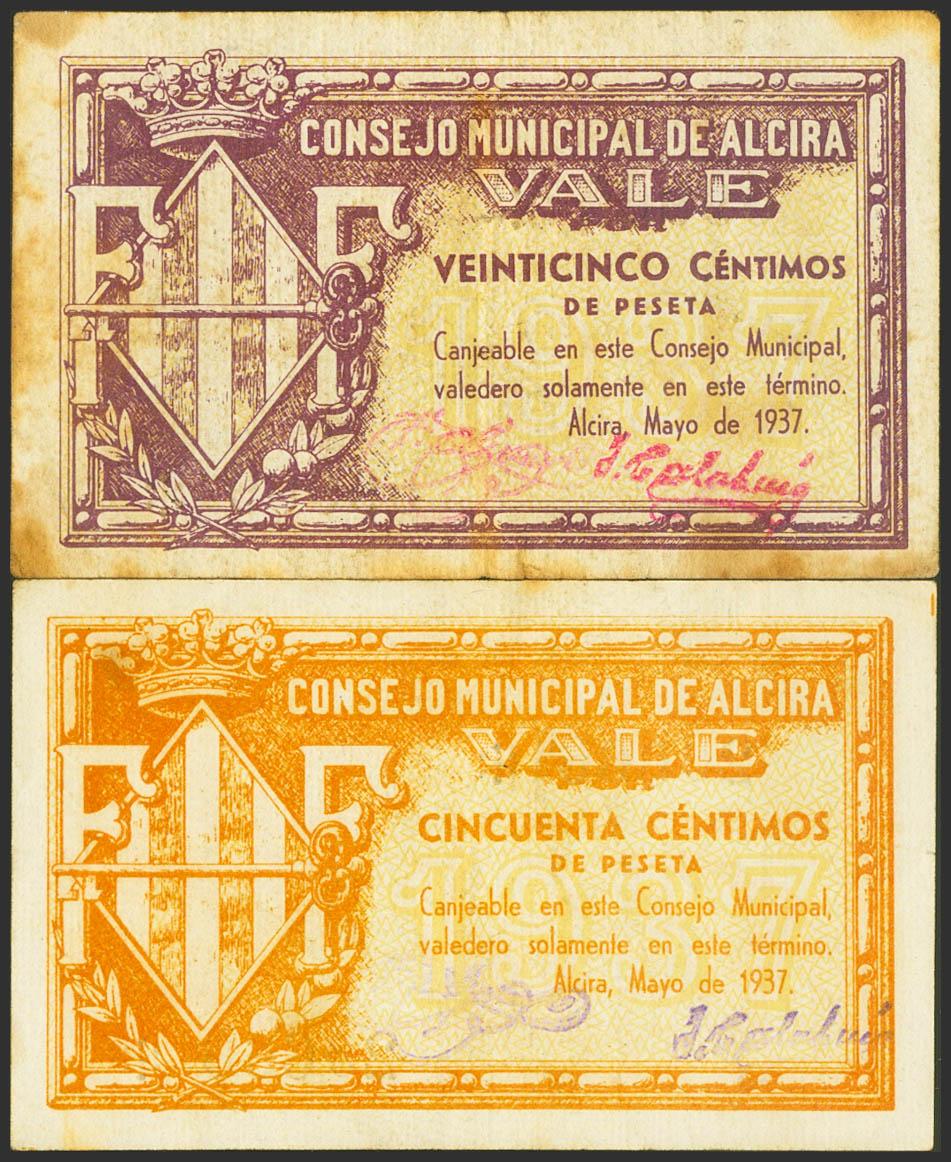 CONSEJO MUNICIPAL DE ALCIRA
VALE
POR
F F
VEINTICINCO CÉNTIMOS
DE PESETA
1937
Canjeable en este Consejo Municipal,
valedero solamente en este término.
Alcira, Mayo de 1937.
CONSEJO MUNICIPAL DE ALCIRA
VALE
POR
F F
CINCUENTA CÉNTIMOS
DE PESETA
1937
Canjeable en este Consejo Municipal,
valedero solamente en este término.
Alcira, Mayo de 1937.